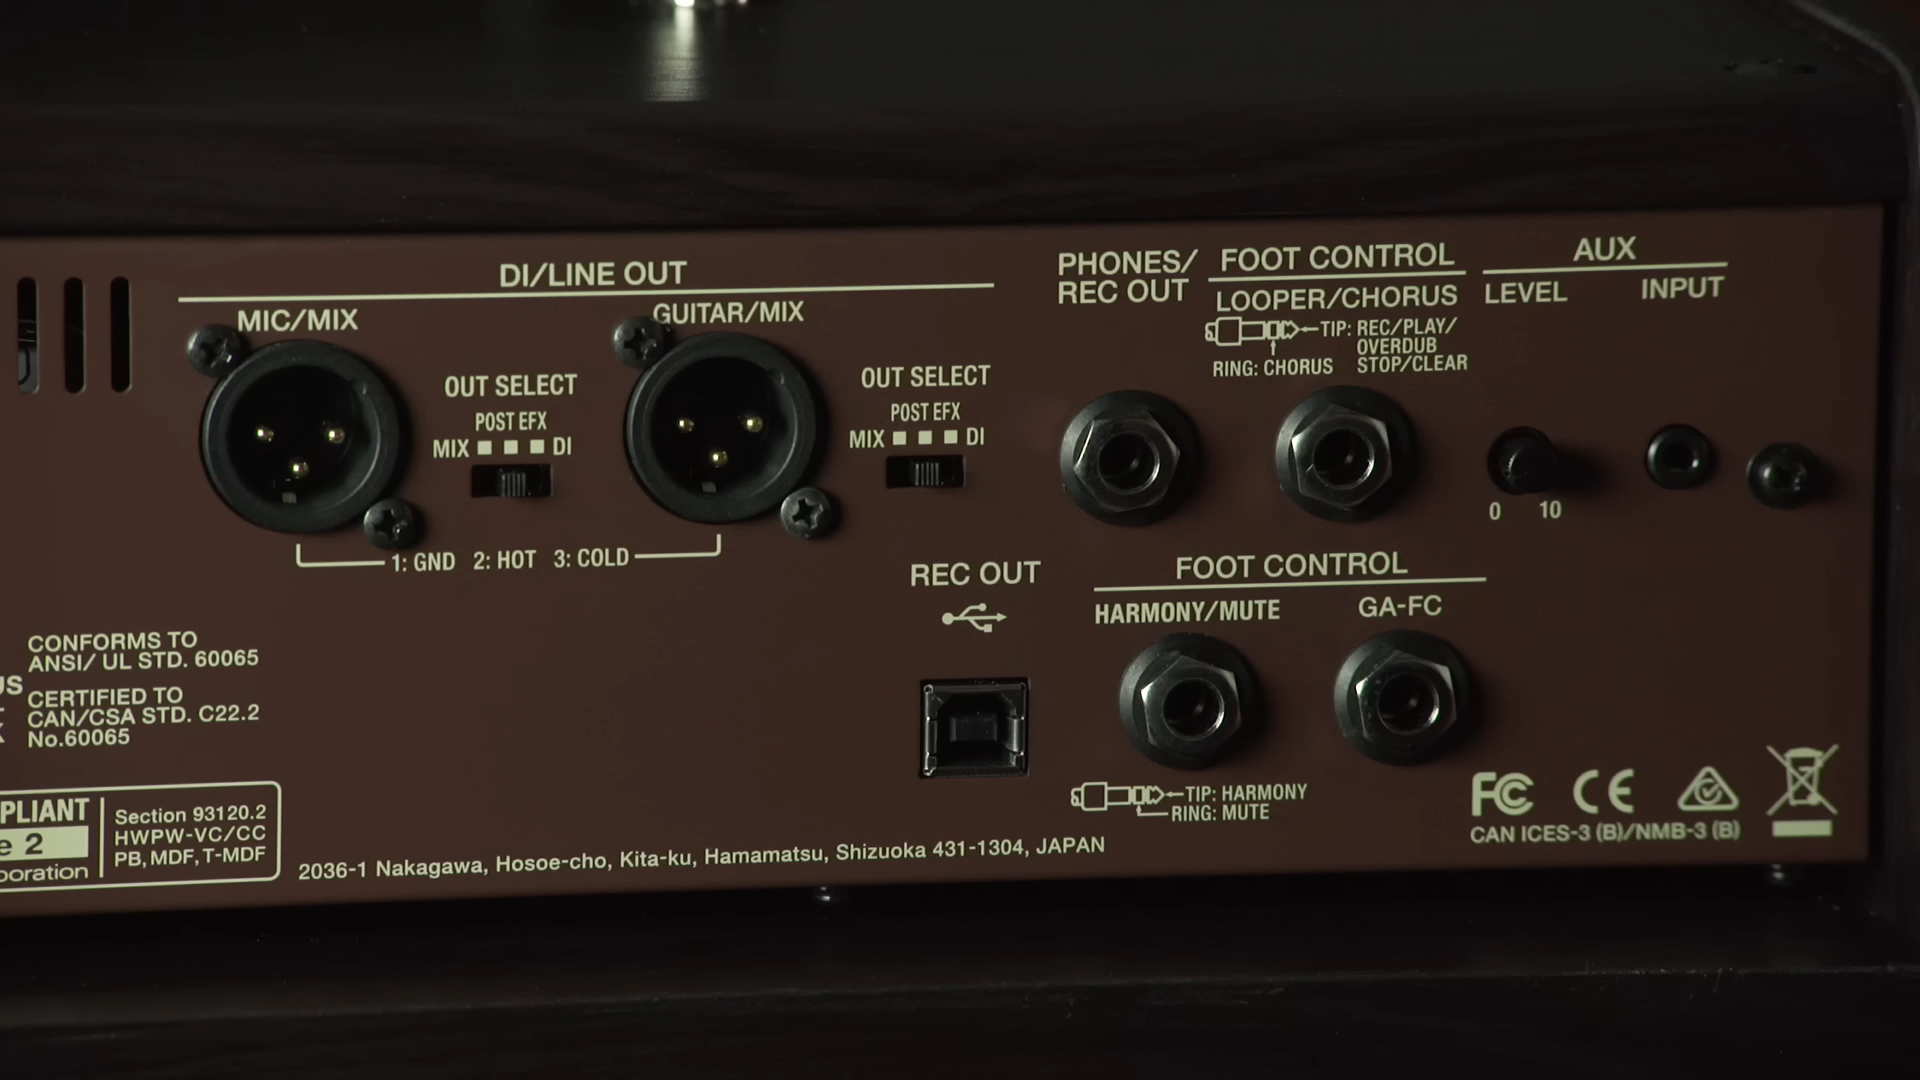 DI/LINE OUT
MIC/MIX
GUITAR/MIX
OUT SELECT
POST EFX
MIX DI
OUT SELECT
POST EFX
MIX DI
1: GND 2: HOT 3: COLD
PHONES/
REC OUT
FOOT CONTROL
LOOPER/CHORUS
TIP: REC/PLAY/
OVERDUB
STOP/CLEAR
RING: CHORUS
AUX
LEVEL
INPUT
0 10
REC OUT
FOOT CONTROL
HARMONY/MUTE
GA-FC
TIP: HARMONY
RING: MUTE
CONFORMS TO
ANSI/ UL STD. 60065
US
CERTIFIED TO
CAN/CSA STD. C22.2
No.60065
PLIANT
e 2
oration
Section 93120.2
HWPW-VC/CC
PB, MDF, T-MDF
2036-1 Nakagawa, Hosoe-cho, Kita-ku, Hamamatsu, Shizuoka 431-1304, JAPAN
FC CE
CAN ICES-3 (B)/NMB-3 (B)